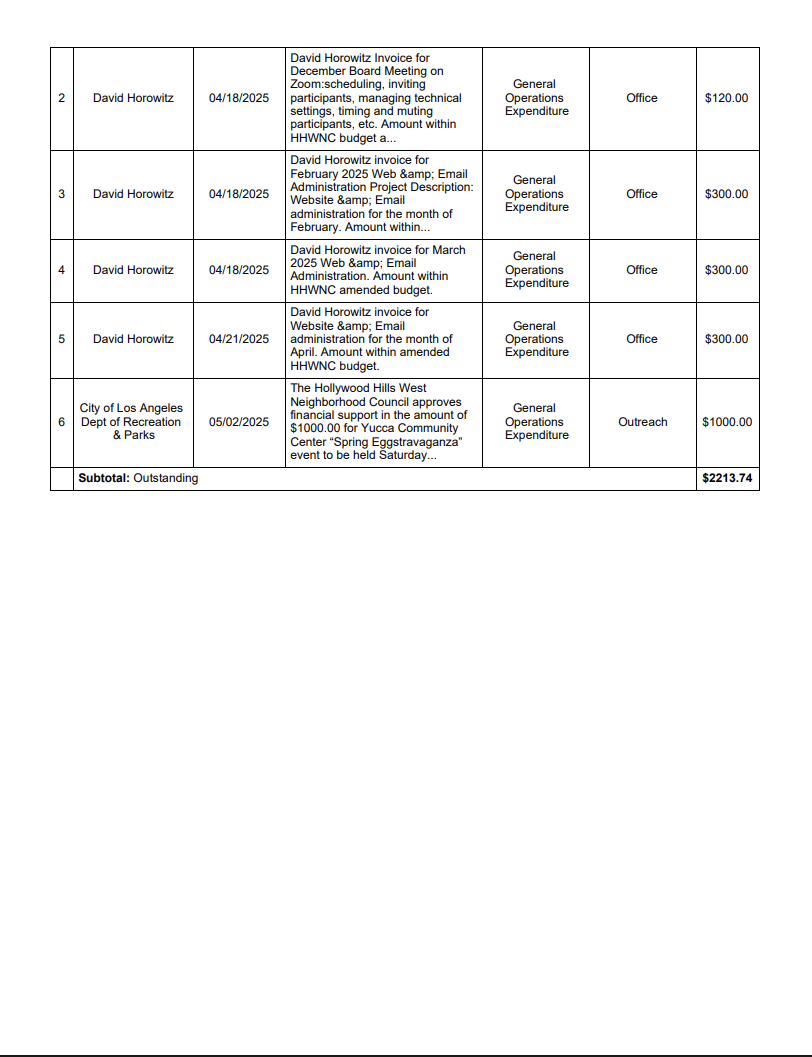 2
David Horowitz
04/18/2025
David Horowitz Invoice for
December Board Meeting on
Zoom:scheduling, inviting
participants, managing technical
settings, timing and muting
participants, etc. Amount within
HHWNC budget a...
General
Operations
Expenditure
Office
$120.00
3
David Horowitz
04/18/2025
David Horowitz invoice for
February 2025 Web &amp; Email
Administration Project Description:
Website &amp; Email
administration for the month of
February. Amount within...
General
Operations
Expenditure
Office
$300.00
4
David Horowitz
04/18/2025
David Horowitz invoice for March
2025 Web &amp; Email
Administration. Amount within
HHWNC amended budget.
General
Operations
Expenditure
Office
$300.00
5
David Horowitz
04/21/2025
David Horowitz invoice for
Website &amp; Email
administration for the month of
April. Amount within amended
HHWNC budget.
General
Operations
Expenditure
Office
$300.00
6
City of Los Angeles
Dept of Recreation
& Parks
05/02/2025
The Hollywood Hills West
Neighborhood Council approves
financial support in the amount of
$1000.00 for Yucca Community
Center “Spring Eggstravaganza”
event to be held Saturday...
General
Operations
Expenditure
Outreach
$1000.00
Subtotal: Outstanding
$2213.74